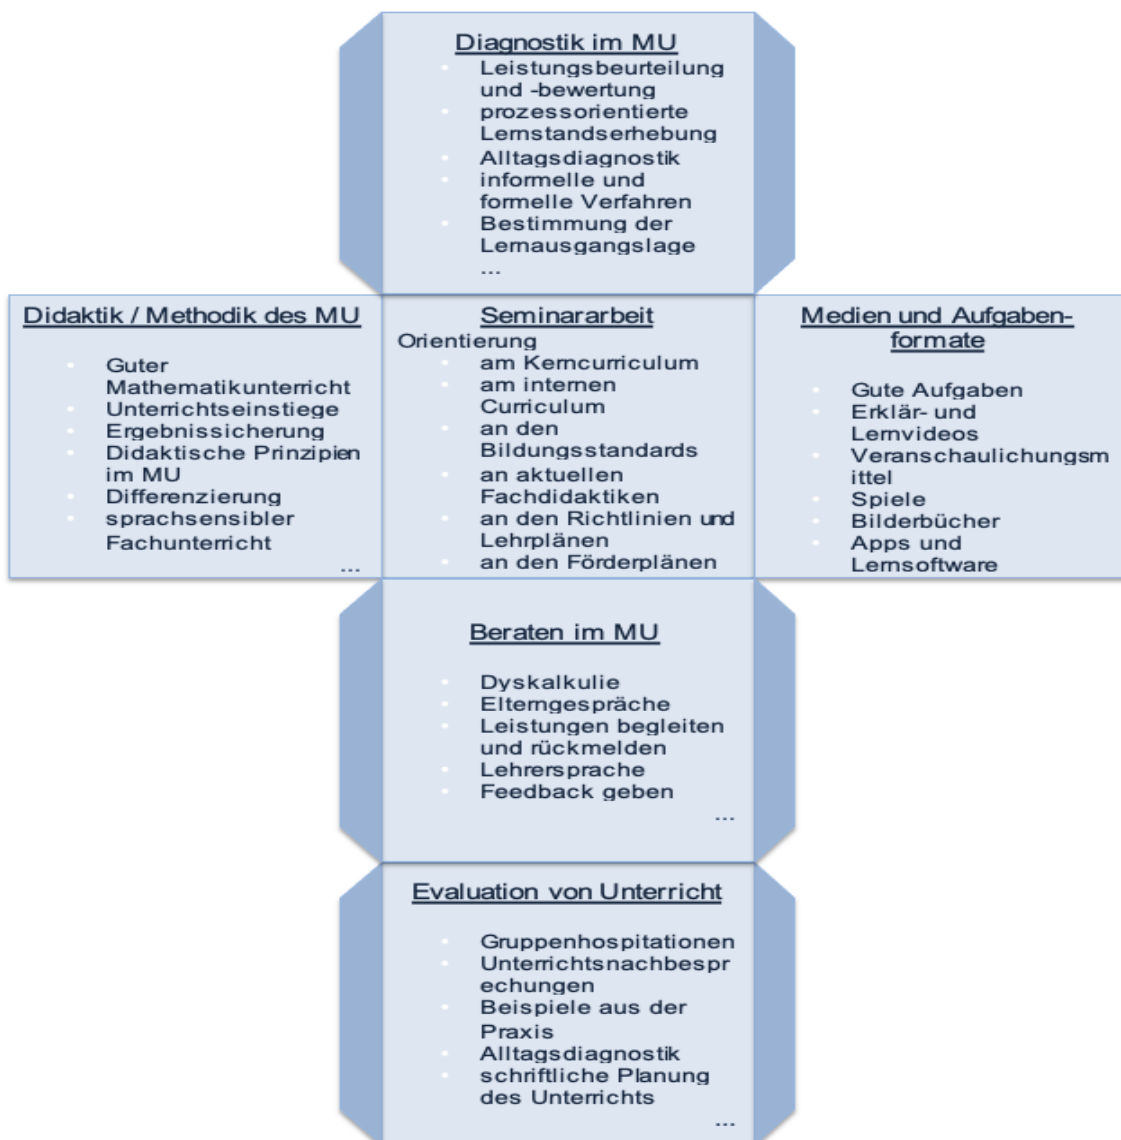 Diagnostik im MU
Leistungsbeurteilung
und -bewertung
prozessorientierte
Lernstandserhebung
Alltagsdiagnostik
informelle und
formelle Verfahren
Bestimmung der
Lernausgangslage
...
Didaktik / Methodik des MU
Guter
Mathematikunterricht
Unterrichtseinstiege
Ergebnissicherung
Didaktische Prinzipien
im MU
Differenzierung
sprachsensibler
Fachunterricht
...
Seminararbeit
Orientierung
am Kerncurriculum
am internen
Curriculum
an den
Bildungsstandards
an aktuellen
Fachdidaktiken
an den Richtlinien und
Lehrplänen
an den Förderplänen
Medien und Aufgaben-
formate
Gute Aufgaben
Erklär- und
Lernvideos
Veranschaulichungsm
ittel
Spiele
Bilderbücher
Apps und
Lernsoftware
Beraten im MU
Dyskalkulie
Elterngespräche
Leistungen begleiten
und rückmelden
Lehrersprache
Feedback geben
...
Evaluation von Unterricht
Gruppenhospitationen
Unterrichtsnachbespr
echungen
Beispiele aus der
Praxis
Alltagsdiagnostik
schriftliche Planung
des Unterrichts
...